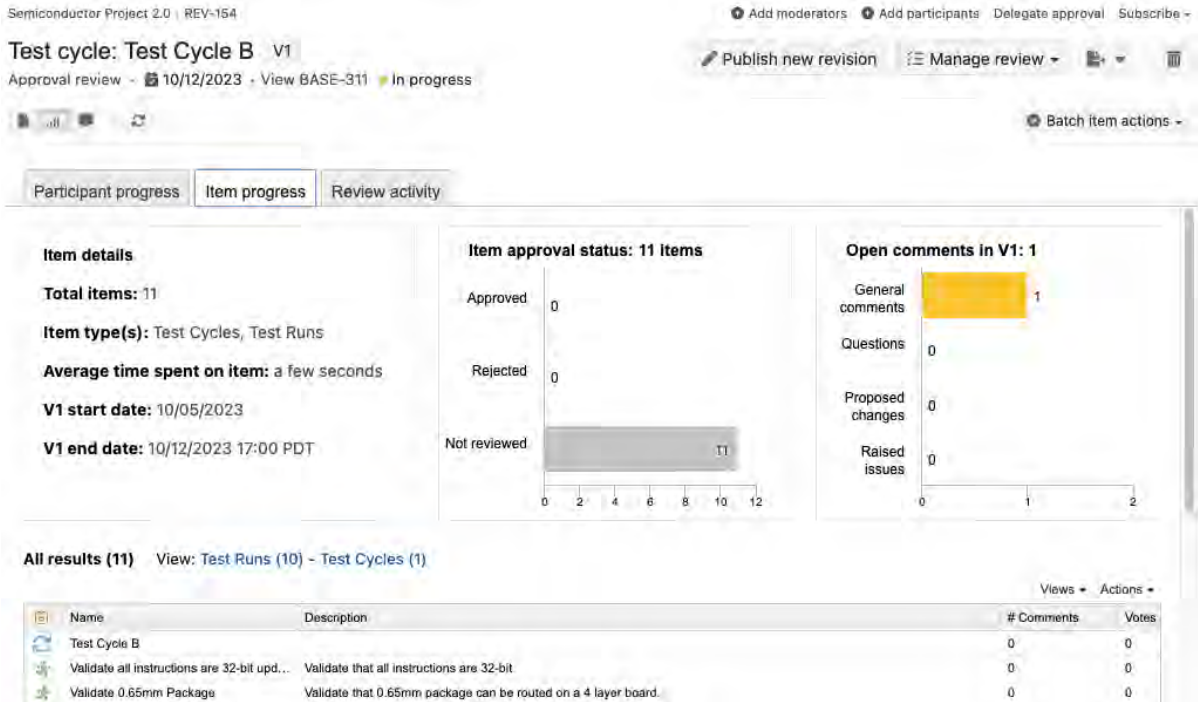 Semiconductor Project 2.0 | REV-154
Add moderators Add participants Delegate approval Subscribe
Test cycle: Test Cycle B V1
Publish new revision Manage review
Approval review - 10/12/2023 - View BASE-311 In progress
Batch item actions
Participant progress Item progress Review activity
Item details
Total items: 11
Item type(s): Test Cycles, Test Runs
Average time spent on item: a few seconds
V1 start date: 10/05/2023
V1 end date: 10/12/2023 17:00 PDT
Item approval status: 11 items
Approved 0
Rejected 0
Not reviewed 11
0 2 4 6 8 10 12
Open comments in V1: 1
General comments 1
Questions 0
Proposed changes 0
Raised issues 0
0 1 2
All results (11) View: Test Runs (10) - Test Cycles (1)
Views Actions
Name Description # Comments Votes
Test Cycle B 0 0
Validate all instructions are 32-bit upd... Validate that all instructions are 32-bit 0 0
Validate 0.65mm Package Validate that 0.65mm package can be routed on a 4 layer board. 0 0